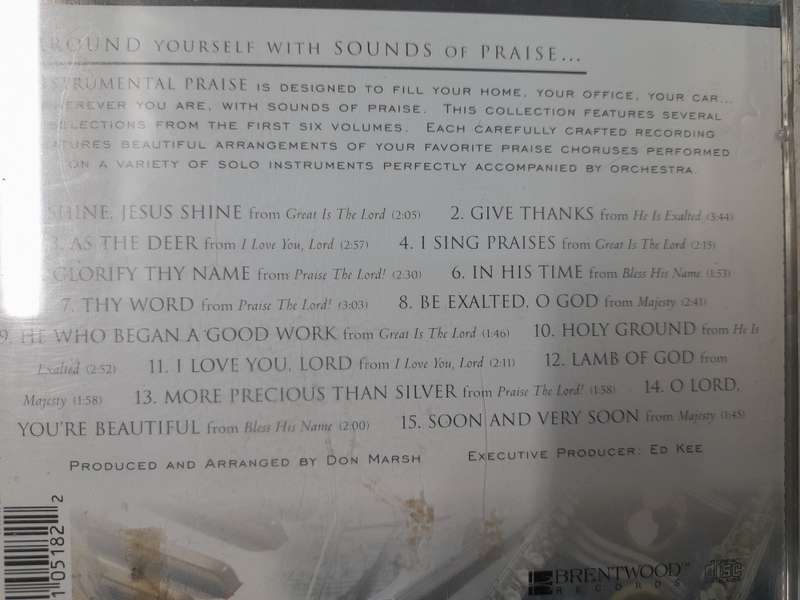 ROUND YOURSELF WITH SOUNDS OF PRAISE...
STRUMENTAL PRAISE IS DESIGNED TO FILL YOUR HOME, YOUR OFFICE, YOUR CAR...
HEREVER YOU ARE, WITH SOUNDS OF PRAISE. THIS COLLECTION FEATURES SEVERAL
ELECTIONS FROM THE FIRST SIX VOLUMES. EACH CAREFULLY CRAFTED RECORDING
ATURES BEAUTIFUL ARRANGEMENTS OF YOUR FAVORITE PRAISE CHORUSES PERFORMED
ON A VARIETY OF SOLO INSTRUMENTS PERFECTLY ACCOMPANIED BY ORCHESTRA.
SHINE, JESUS SHINE from Great Is The Lord (2:05) 2. GIVE THANKS from He Is Exalted (3:44)
3. AS THE DEER from I Love You, Lord (2:57) 4. I SING PRAISES from Great Is The Lord (2:15)
GLORIFY THY NAME from Praise The Lord! (2:30) 6. IN HIS TIME from Bless His Name (1:53)
7. THY WORD from Praise The Lord! (3:03) 8. BE EXALTED, O GOD from Majesty (2:41)
9. HE WHO BEGAN A GOOD WORK from Great Is The Lord (1:46) 10. HOLY GROUND from He Is
Exalted (2:52) 11. I LOVE YOU, LORD from I Love You, Lord (2:11) 12. LAMB OF GOD from
Majesty (1:58) 13. MORE PRECIOUS THAN SILVER from Praise The Lord! (1:58) 14. O LORD,
YOU'RE BEAUTIFUL from Bless His Name (2:00) 15. SOON AND VERY SOON from Majesty (1:45)
PRODUCED AND ARRANGED BY DON MARSH EXECUTIVE PRODUCER: ED KEE
1-05182 2
BRENTWOOD™
RECORDS
disc